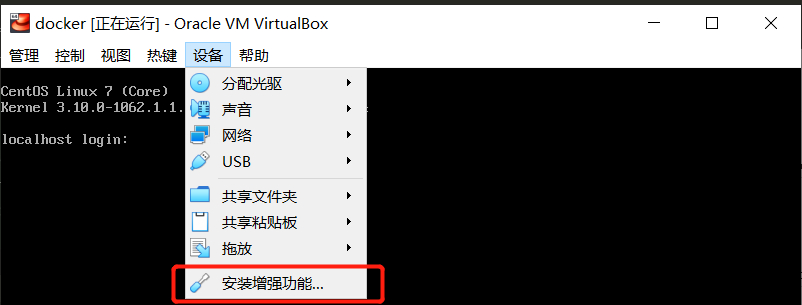 docker [正在运行] - Oracle VM VirtualBox
管理 控制 视图 热键 设备 帮助
CentOS Linux 7 (Core)
Kernel 3.10.0-1062.1.1.
localhost login:
分配光驱
声音
网络
USB
共享文件夹
共享粘贴板
拖放
安装增强功能...